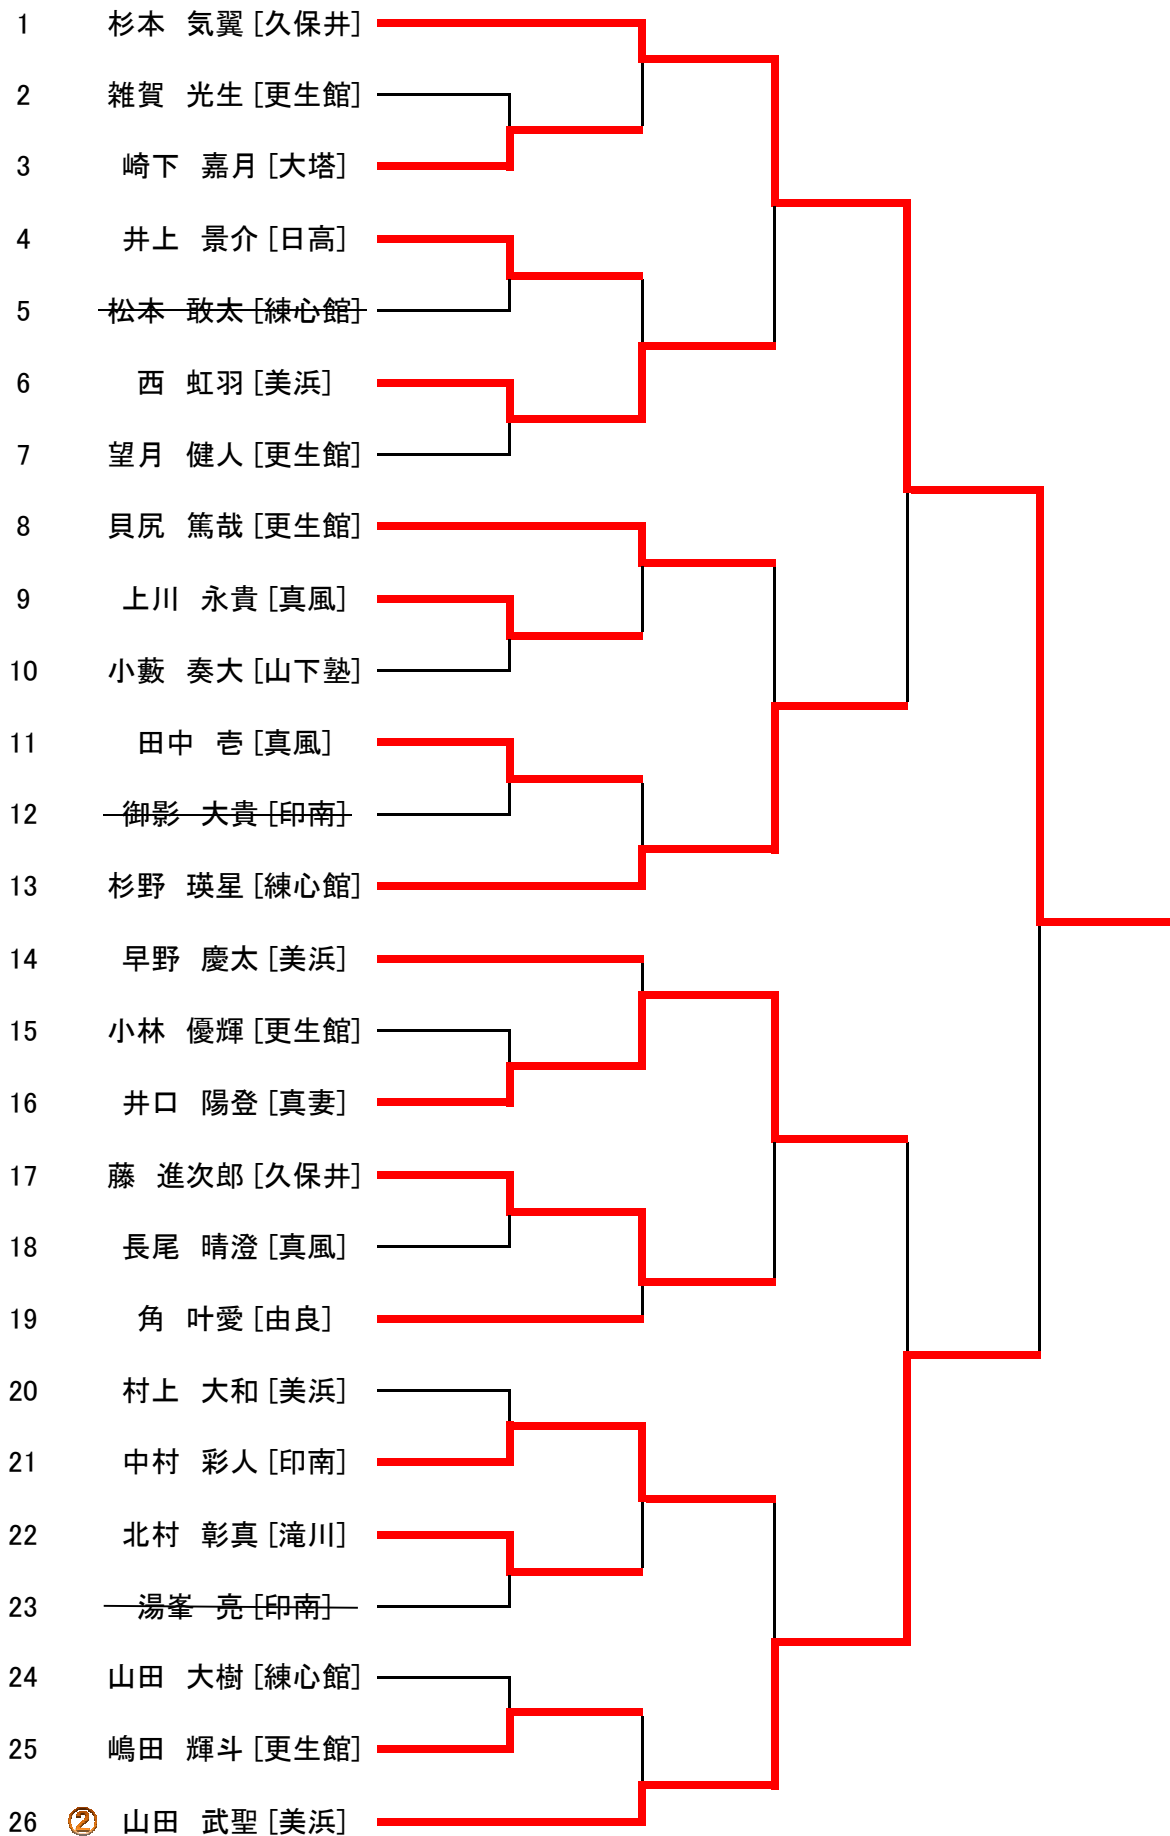 1 杉本 気翼 [久保井]
2 雑賀 光生 [更生館]
3 崎下 嘉月 [大塔]
4 井上 景介 [日高]
5 松本 敢太 [練心館]
6 西 虹羽 [美浜]
7 望月 健人 [更生館]
8 貝尻 篤哉 [更生館]
9 上川 永貴 [真風]
10 小藪 奏大 [山下塾]
11 田中 壱 [真風]
12 御影 大貴 [印南]
13 杉野 瑛星 [練心館]
14 早野 慶太 [美浜]
15 小林 優輝 [更生館]
16 井口 陽登 [真妻]
17 藤 進次郎 [久保井]
18 長尾 晴澄 [真風]
19 角 叶愛 [由良]
20 村上 大和 [美浜]
21 中村 彩人 [印南]
22 北村 彰真 [滝川]
23 湯峯 亮 [印南]
24 山田 大樹 [練心館]
25 嶋田 輝斗 [更生館]
26 ② 山田 武聖 [美浜]